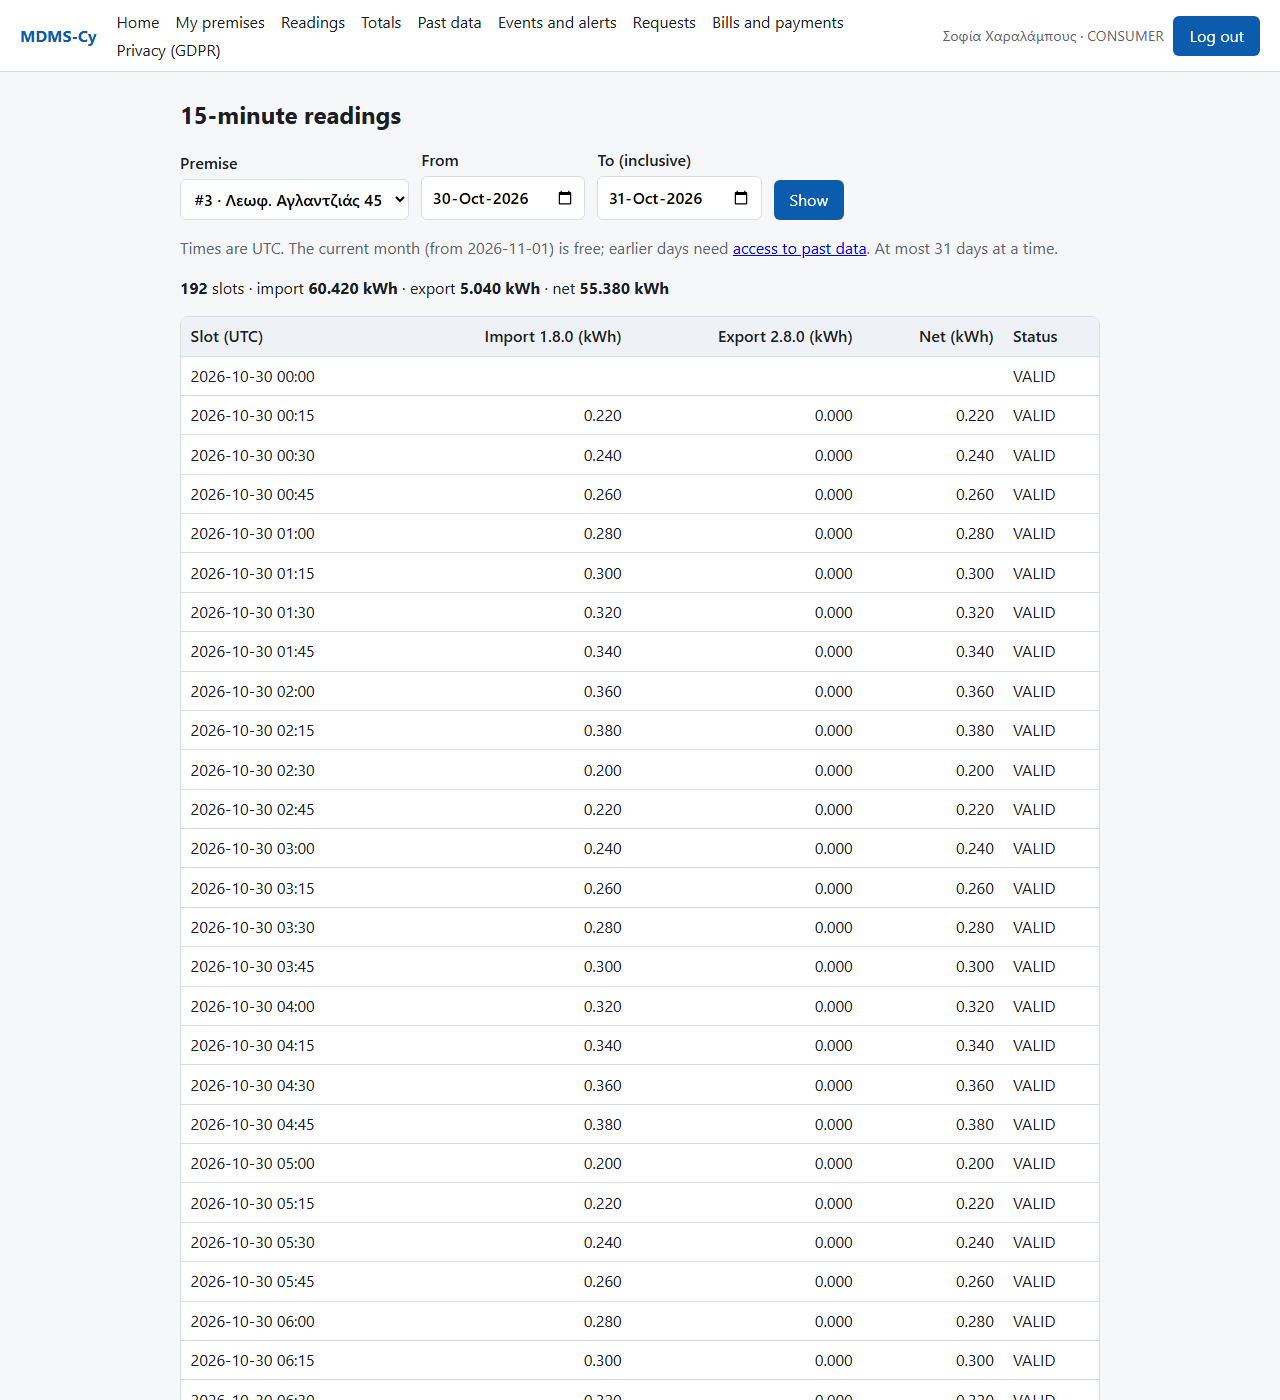 MDMS-Cy
Home My premises Readings Totals Past data Events and alerts Requests Bills and payments
Privacy (GDPR)
Σοφία Χαραλάμπους · CONSUMER
Log out
15-minute readings
Premise From To (inclusive)
#3 · Λεωφ. Αγλαντζιάς 45 30-Oct-2026 31-Oct-2026 Show
Times are UTC. The current month (from 2026-11-01) is free; earlier days need access to past data. At most 31 days at a time.
192 slots · import 60.420 kWh · export 5.040 kWh · net 55.380 kWh
Slot (UTC) Import 1.8.0 (kWh) Export 2.8.0 (kWh) Net (kWh) Status
2026-10-30 00:00 VALID
2026-10-30 00:15 0.220 0.000 0.220 VALID
2026-10-30 00:30 0.240 0.000 0.240 VALID
2026-10-30 00:45 0.260 0.000 0.260 VALID
2026-10-30 01:00 0.280 0.000 0.280 VALID
2026-10-30 01:15 0.300 0.000 0.300 VALID
2026-10-30 01:30 0.320 0.000 0.320 VALID
2026-10-30 01:45 0.340 0.000 0.340 VALID
2026-10-30 02:00 0.360 0.000 0.360 VALID
2026-10-30 02:15 0.380 0.000 0.380 VALID
2026-10-30 02:30 0.200 0.000 0.200 VALID
2026-10-30 02:45 0.220 0.000 0.220 VALID
2026-10-30 03:00 0.240 0.000 0.240 VALID
2026-10-30 03:15 0.260 0.000 0.260 VALID
2026-10-30 03:30 0.280 0.000 0.280 VALID
2026-10-30 03:45 0.300 0.000 0.300 VALID
2026-10-30 04:00 0.320 0.000 0.320 VALID
2026-10-30 04:15 0.340 0.000 0.340 VALID
2026-10-30 04:30 0.360 0.000 0.360 VALID
2026-10-30 04:45 0.380 0.000 0.380 VALID
2026-10-30 05:00 0.200 0.000 0.200 VALID
2026-10-30 05:15 0.220 0.000 0.220 VALID
2026-10-30 05:30 0.240 0.000 0.240 VALID
2026-10-30 05:45 0.260 0.000 0.260 VALID
2026-10-30 06:00 0.280 0.000 0.280 VALID
2026-10-30 06:15 0.300 0.000 0.300 VALID